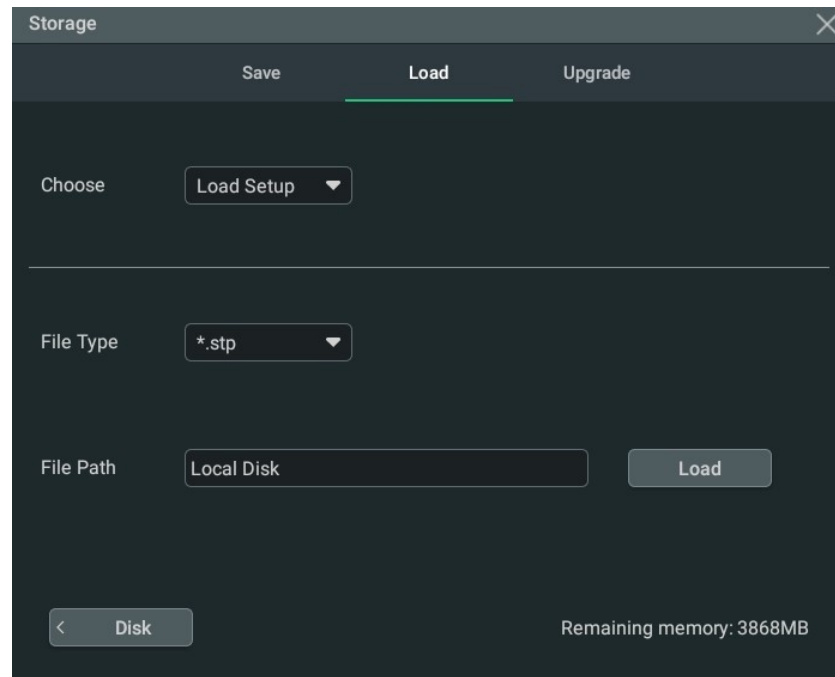 Storage
Save Load Upgrade
Choose Load Setup
File Type *.stp
File Path Local Disk Load
Disk Remaining memory: 3868MB